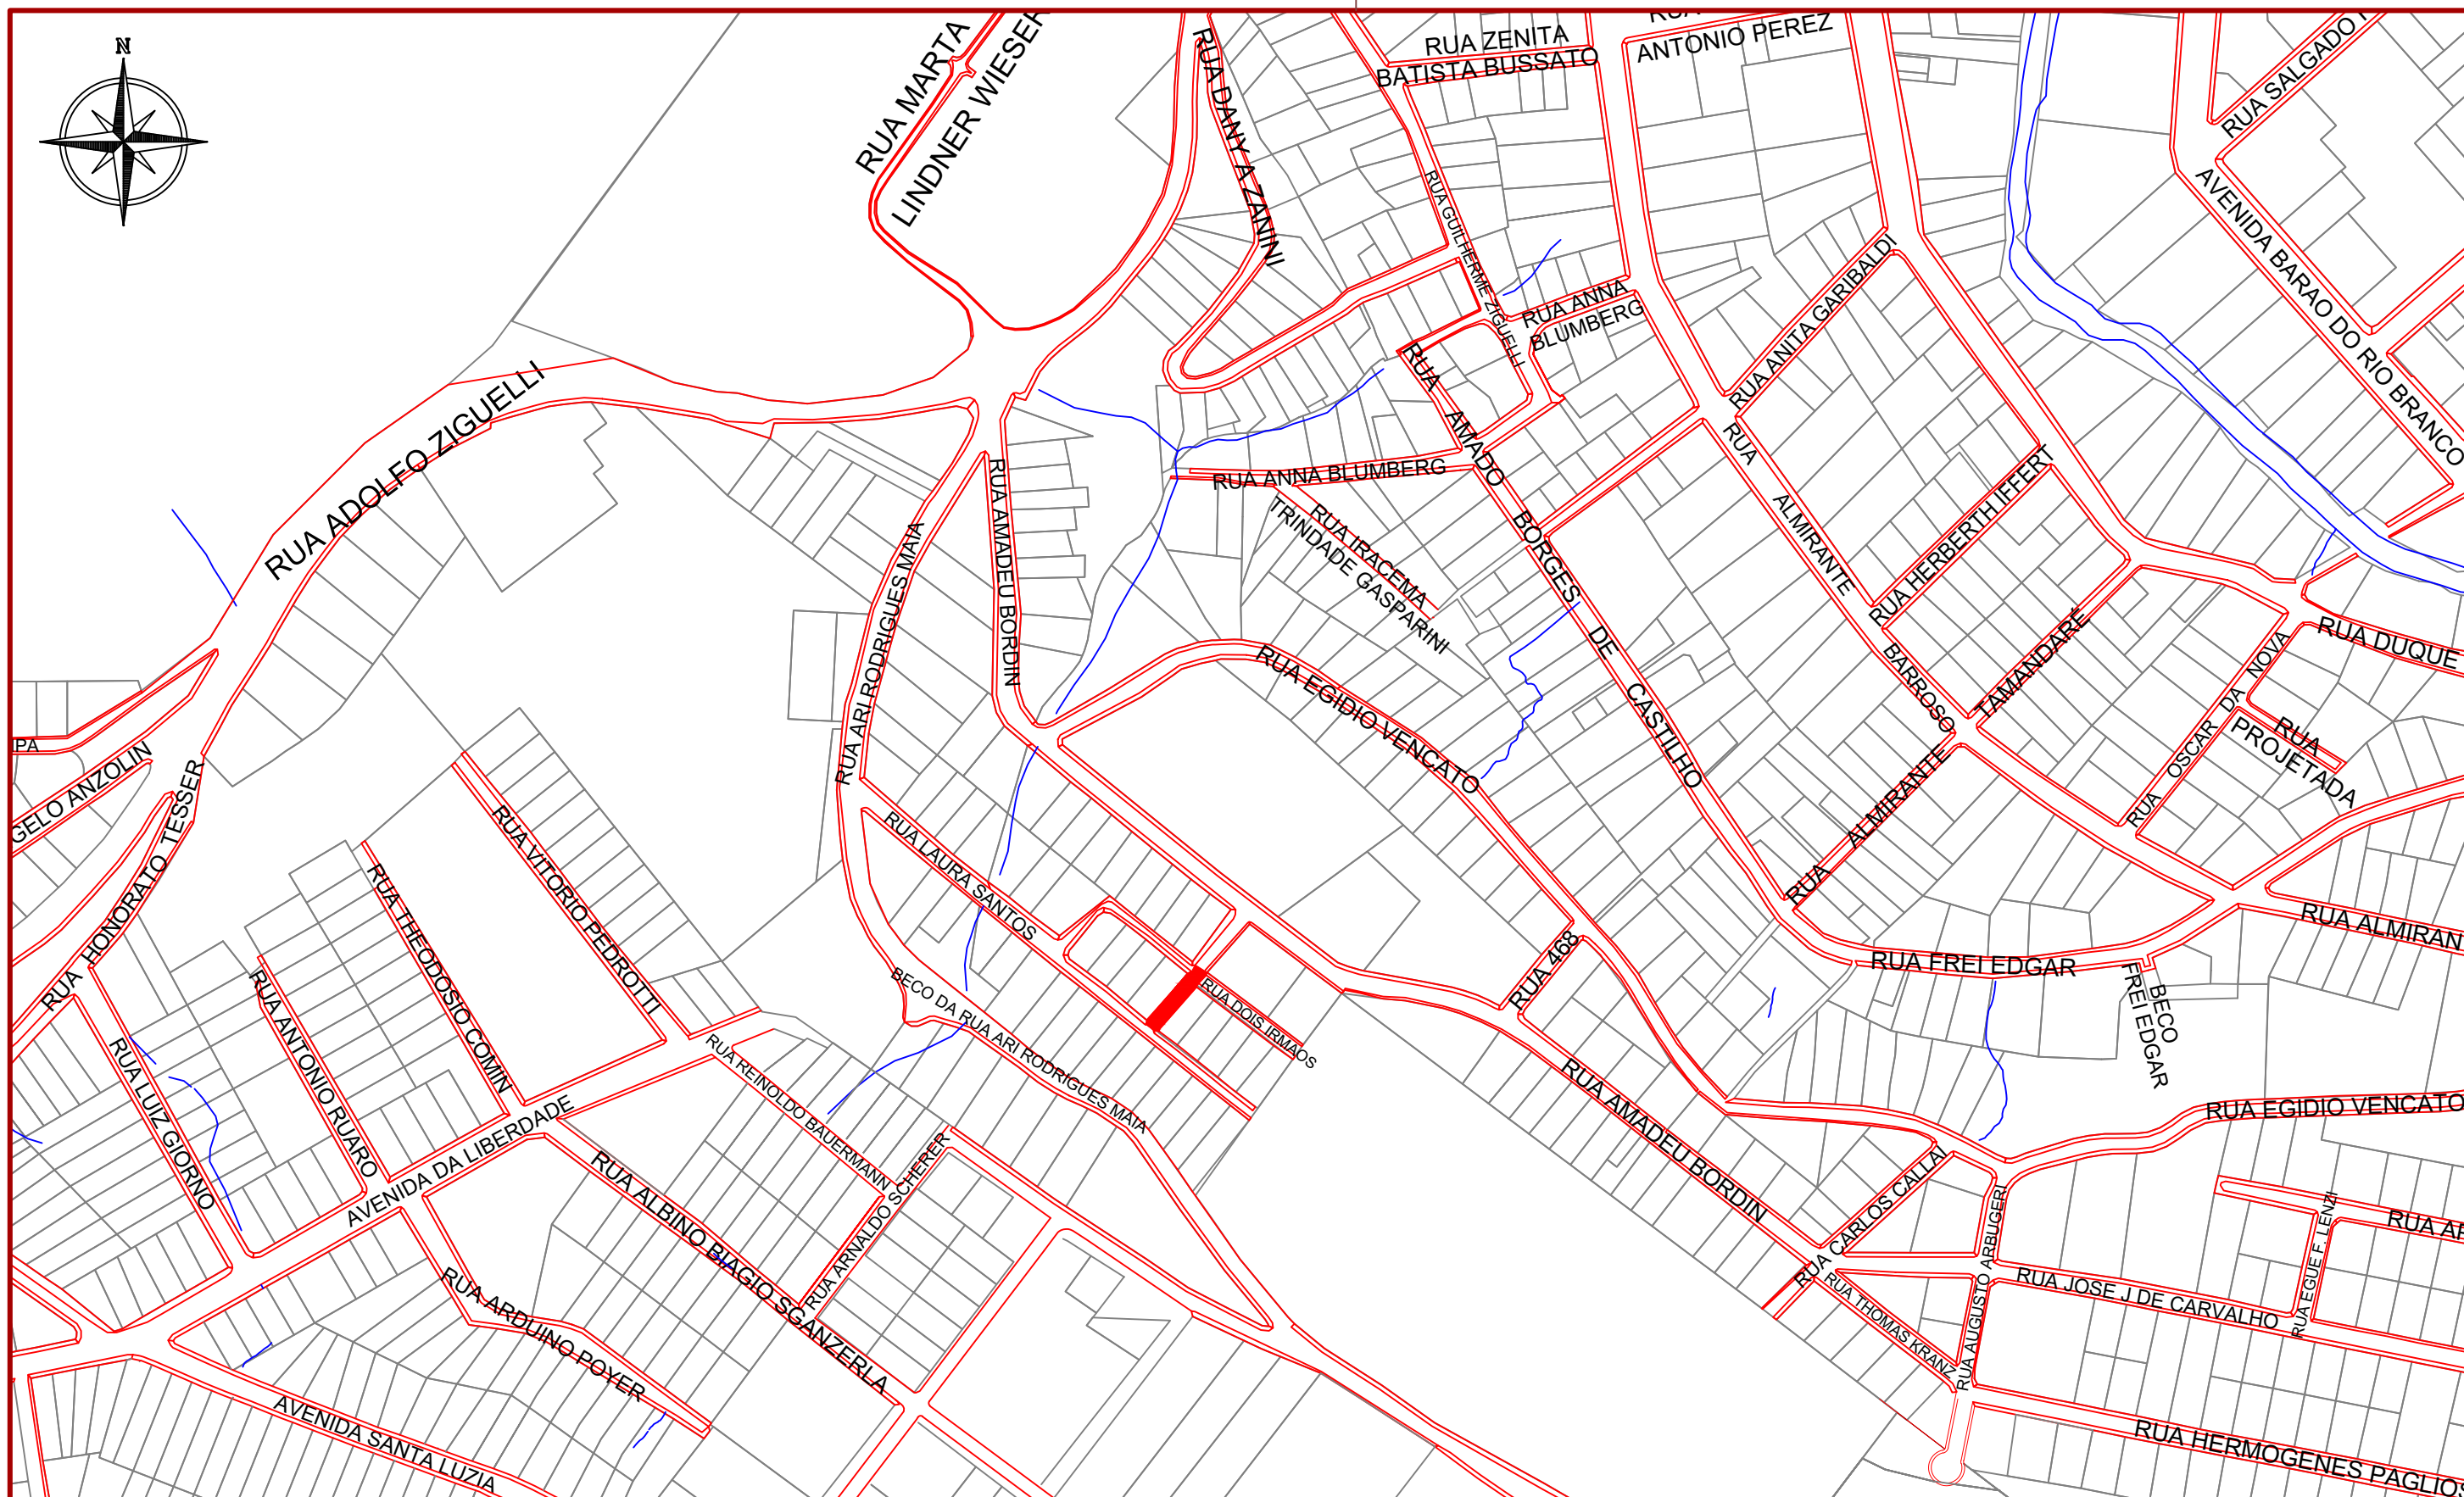 N
RUA MARTA
LINDNER WIESER
RUA DANY A ZANINI
RUA ZENITA
BATISTA BUSSATO
ANTONIO PEREZ
RUA SALGADO
AVENIDA BARAO DO RIO BRANCO
RUA GUILHERME ZIGUELLI
RUA ANNA
BLUMBERG
RUA ANITA GARIBALDI
RUA ADOLFO ZIGUELLI
RUA AMADO BORGES DE CASTILHO
RUA ANNA BLUMBERG
RUA IRACEMA
TRINDADE GASPARINI
RUA ALMIRANTE BARROSO
RUA HERBERTH IFFERT
RUA ARI RODRIGUES MAIA
RUA AMADEU BORDIN
RUA EGIDIO VENCATO
TAMANDARE
RUA ALMIRANTE
RUA OSCAR DA NOVA
RUA DUQUE
RUA
PROJETADA
IPA
GELO ANZOLIN
RUA HONORATO TESSER
RUA VITORIO PEDROTTI
RUA THEODOSIO COMIN
RUA ANTONIO RUARO
RUA LUIZ GIORNO
RUA LAURA SANTOS
BECO DA RUA ARI RODRIGUES MAIA
RUA DOIS IRMAOS
RUA 468
RUA FREI EDGAR
BECO
FREI EDGAR
RUA ALMIRAN
RUA REINOLDO BAUERMANN
RUA AMADEU BORDIN
RUA EGIDIO VENCATO
AVENIDA DA LIBERDADE
RUA ALBINO BIAGIO SGANZERLA
RUA ARNALDO SCHERER
RUA CARLOS CALLAI
RUA AUGUSTO ARBUGERI
RUA EGUE F. LENZI
RUA JOSE J DE CARVALHO
RUA THOMAS KRANZ
RUA ARDUINO POYER
AVENIDA SANTA LUZIA
RUA HERMOGENES PAGLIOS